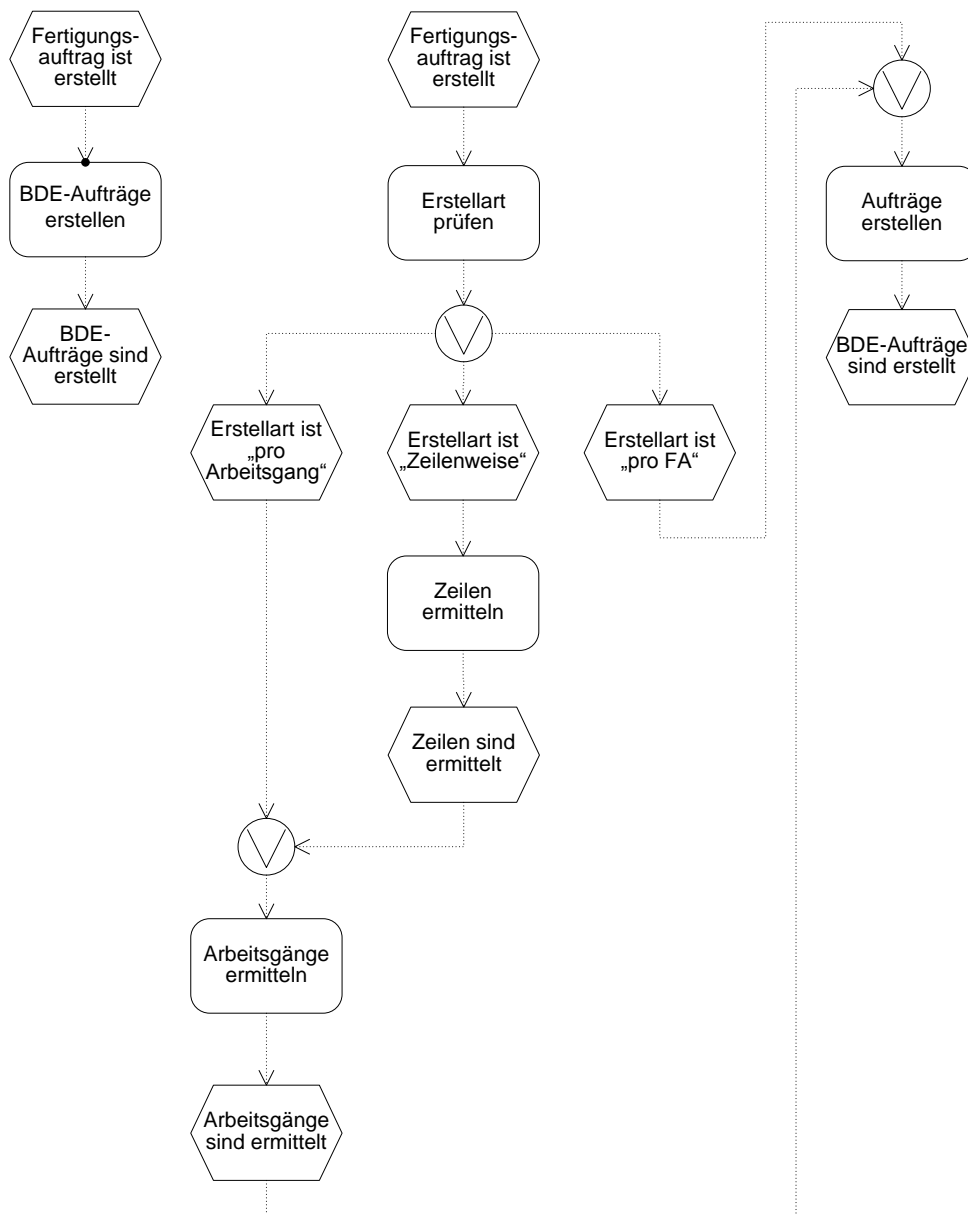 Fertigungs-
auftrag ist
erstellt
BDE-Aufträge
erstellen
BDE-
Aufträge sind
erstellt
Fertigungs-
auftrag ist
erstellt
Erstellart
prüfen
Erstellart ist
„pro
Arbeitsgang“
Erstellart ist
„Zeilenweise“
Erstellart ist
„pro FA“
Zeilen
ermitteln
Zeilen sind
ermittelt
Arbeitsgänge
ermitteln
Arbeitsgänge
sind ermittelt
Aufträge
erstellen
BDE-Aufträge
sind erstellt